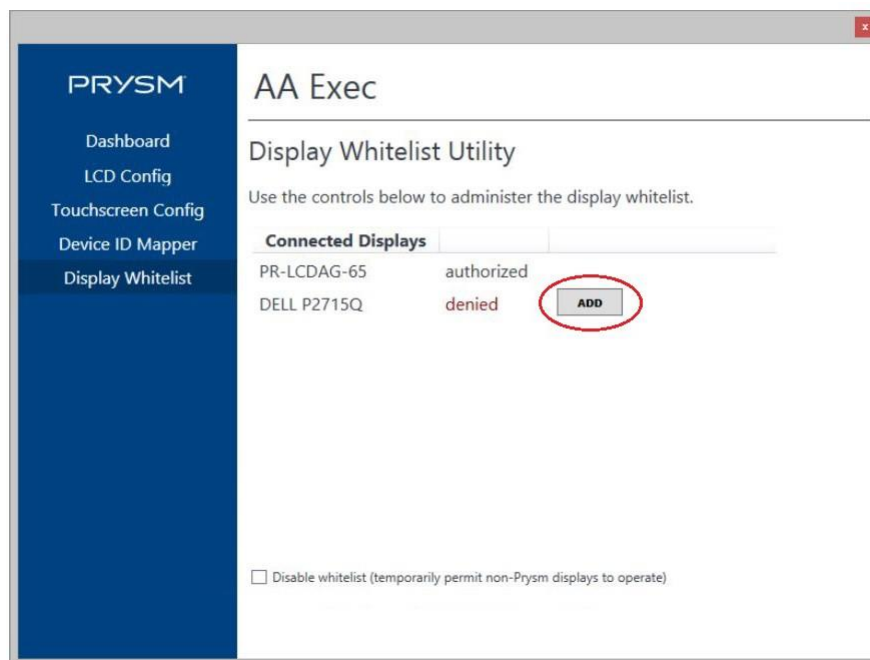 x
PRYSM
Dashboard
LCD Config
Touchscreen Config
Device ID Mapper
Display Whitelist
AA Exec
Display Whitelist Utility
Use the controls below to administer the display whitelist.
Connected Displays
PR-LCDAG-65 authorized
DELL P2715Q denied ADD
Disable whitelist (temporarily permit non-Prysm displays to operate)